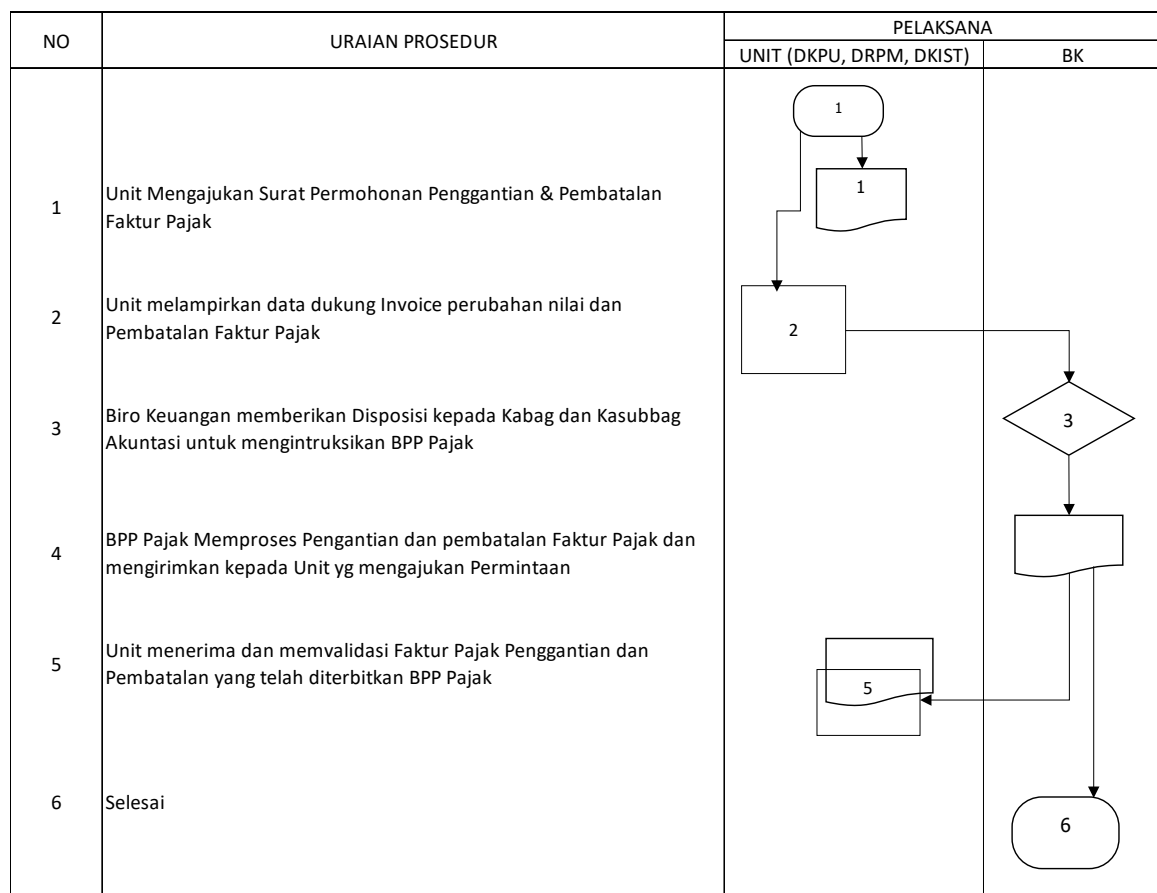 NO
URAIAN PROSEDUR
PELAKSANA
UNIT (DKPU, DRPM, DKIST)
BK
1
1
1
Unit Mengajukan Surat Permohonan Penggantian & Pembatalan
Faktur Pajak
2
Unit melampirkan data dukung Invoice perubahan nilai dan
Pembatalan Faktur Pajak
2
3
Biro Keuangan memberikan Disposisi kepada Kabag dan Kasubbag
Akuntasi untuk mengintruksikan BPP Pajak
3
4
BPP Pajak Memproses Pengantian dan pembatalan Faktur Pajak dan
mengirimkan kepada Unit yg mengajukan Permintaan
5
Unit menerima dan memvalidasi Faktur Pajak Penggantian dan
Pembatalan yang telah diterbitkan BPP Pajak
5
6
Selesai
6